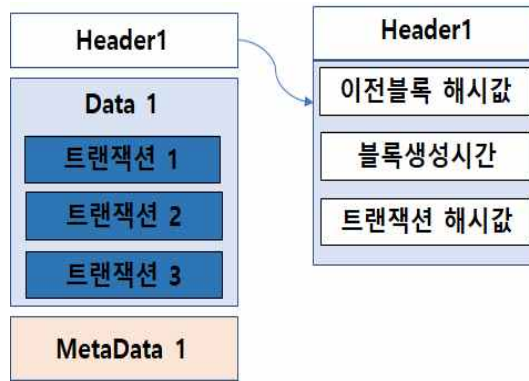 Header1
Data 1
트랜잭션 1
트랜잭션 2
트랜잭션 3
MetaData 1
Header1
이전블록 해시값
블록생성시간
트랜잭션 해시값